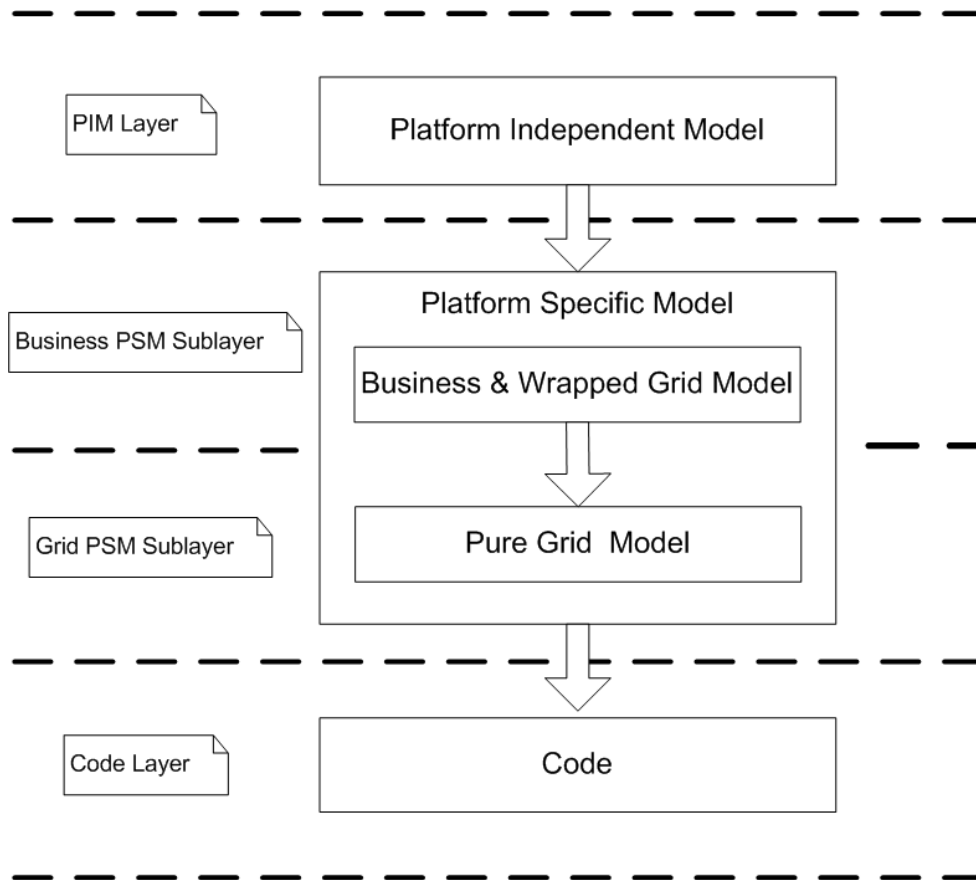 PIM Layer
Platform Independent Model
Platform Specific Model
Business PSM Sublayer
Business & Wrapped Grid Model
Grid PSM Sublayer
Pure Grid Model
Code Layer
Code